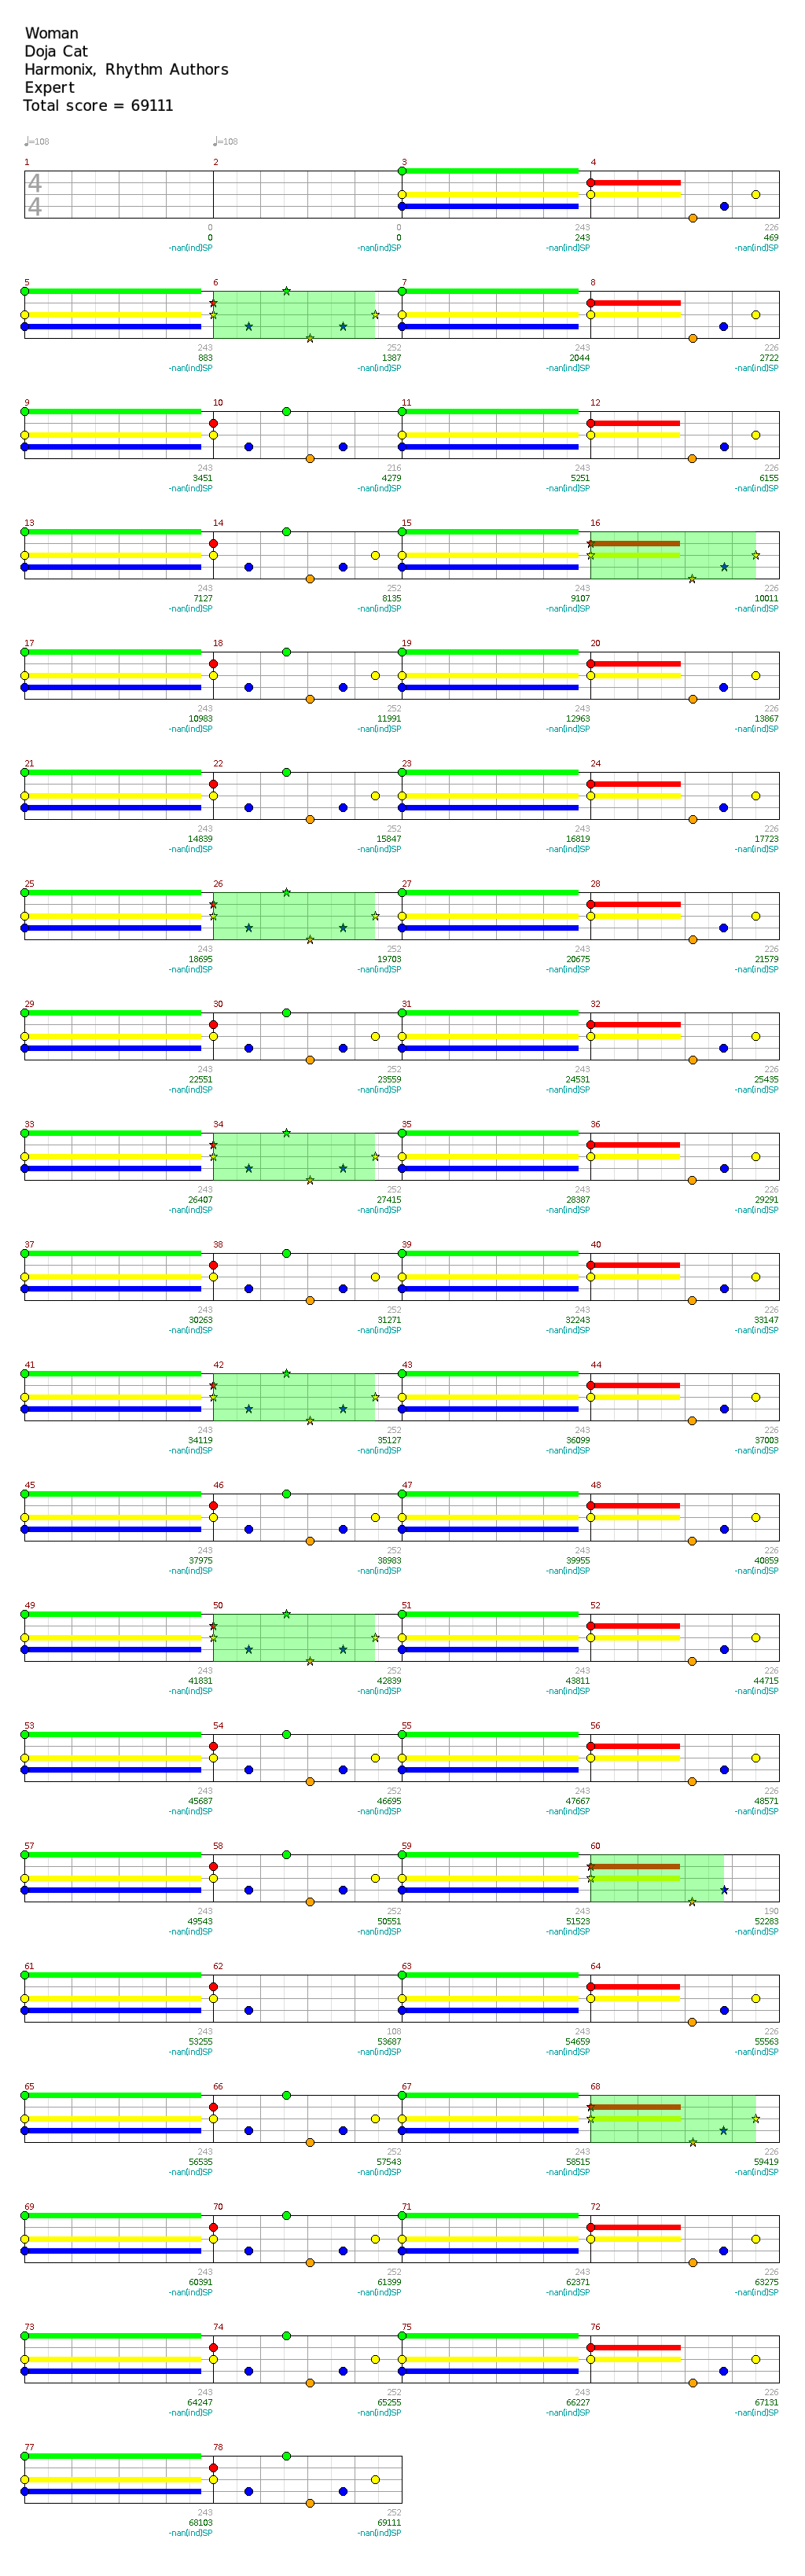 Woman
Doja Cat
Harmonix, Rhythm Authors
Expert
Total score = 69111
♩=108 ♩=108
1 2 3 4
4
4
0 0 243 226
0 0 243 469
-nan(ind)SP -nan(ind)SP -nan(ind)SP -nan(ind)SP
5 6 7 8
243 252 243 226
883 1387 2044 2722
-nan(ind)SP -nan(ind)SP -nan(ind)SP -nan(ind)SP
9 10 11 12
243 216 243 226
3451 4279 5251 6155
-nan(ind)SP -nan(ind)SP -nan(ind)SP -nan(ind)SP
13 14 15 16
243 252 243 226
7127 8135 9107 10011
-nan(ind)SP -nan(ind)SP -nan(ind)SP -nan(ind)SP
17 18 19 20
243 252 243 226
10983 11991 12963 13867
-nan(ind)SP -nan(ind)SP -nan(ind)SP -nan(ind)SP
21 22 23 24
243 252 243 226
14839 15847 16819 17723
-nan(ind)SP -nan(ind)SP -nan(ind)SP -nan(ind)SP
25 26 27 28
243 252 243 226
18695 19703 20675 21579
-nan(ind)SP -nan(ind)SP -nan(ind)SP -nan(ind)SP
29 30 31 32
243 252 243 226
22551 23559 24531 25435
-nan(ind)SP -nan(ind)SP -nan(ind)SP -nan(ind)SP
33 34 35 36
243 252 243 226
26407 27415 28387 29291
-nan(ind)SP -nan(ind)SP -nan(ind)SP -nan(ind)SP
37 38 39 40
243 252 243 226
30263 31271 32243 33147
-nan(ind)SP -nan(ind)SP -nan(ind)SP -nan(ind)SP
41 42 43 44
243 252 243 226
34119 35127 36099 37003
-nan(ind)SP -nan(ind)SP -nan(ind)SP -nan(ind)SP
45 46 47 48
243 252 243 226
37975 38983 39955 40859
-nan(ind)SP -nan(ind)SP -nan(ind)SP -nan(ind)SP
49 50 51 52
243 252 243 226
41831 42839 43811 44715
-nan(ind)SP -nan(ind)SP -nan(ind)SP -nan(ind)SP
53 54 55 56
243 252 243 226
45687 46695 47667 48571
-nan(ind)SP -nan(ind)SP -nan(ind)SP -nan(ind)SP
57 58 59 60
243 252 243 190
49543 50551 51523 52283
-nan(ind)SP -nan(ind)SP -nan(ind)SP -nan(ind)SP
61 62 63 64
243 108 243 226
53255 53687 54659 55563
-nan(ind)SP -nan(ind)SP -nan(ind)SP -nan(ind)SP
65 66 67 68
243 252 243 226
56535 57543 58515 59419
-nan(ind)SP -nan(ind)SP -nan(ind)SP -nan(ind)SP
69 70 71 72
243 252 243 226
60391 61399 62371 63275
-nan(ind)SP -nan(ind)SP -nan(ind)SP -nan(ind)SP
73 74 75 76
243 252 243 226
64247 65255 66227 67131
-nan(ind)SP -nan(ind)SP -nan(ind)SP -nan(ind)SP
77 78
243 252
68103 69111
-nan(ind)SP -nan(ind)SP